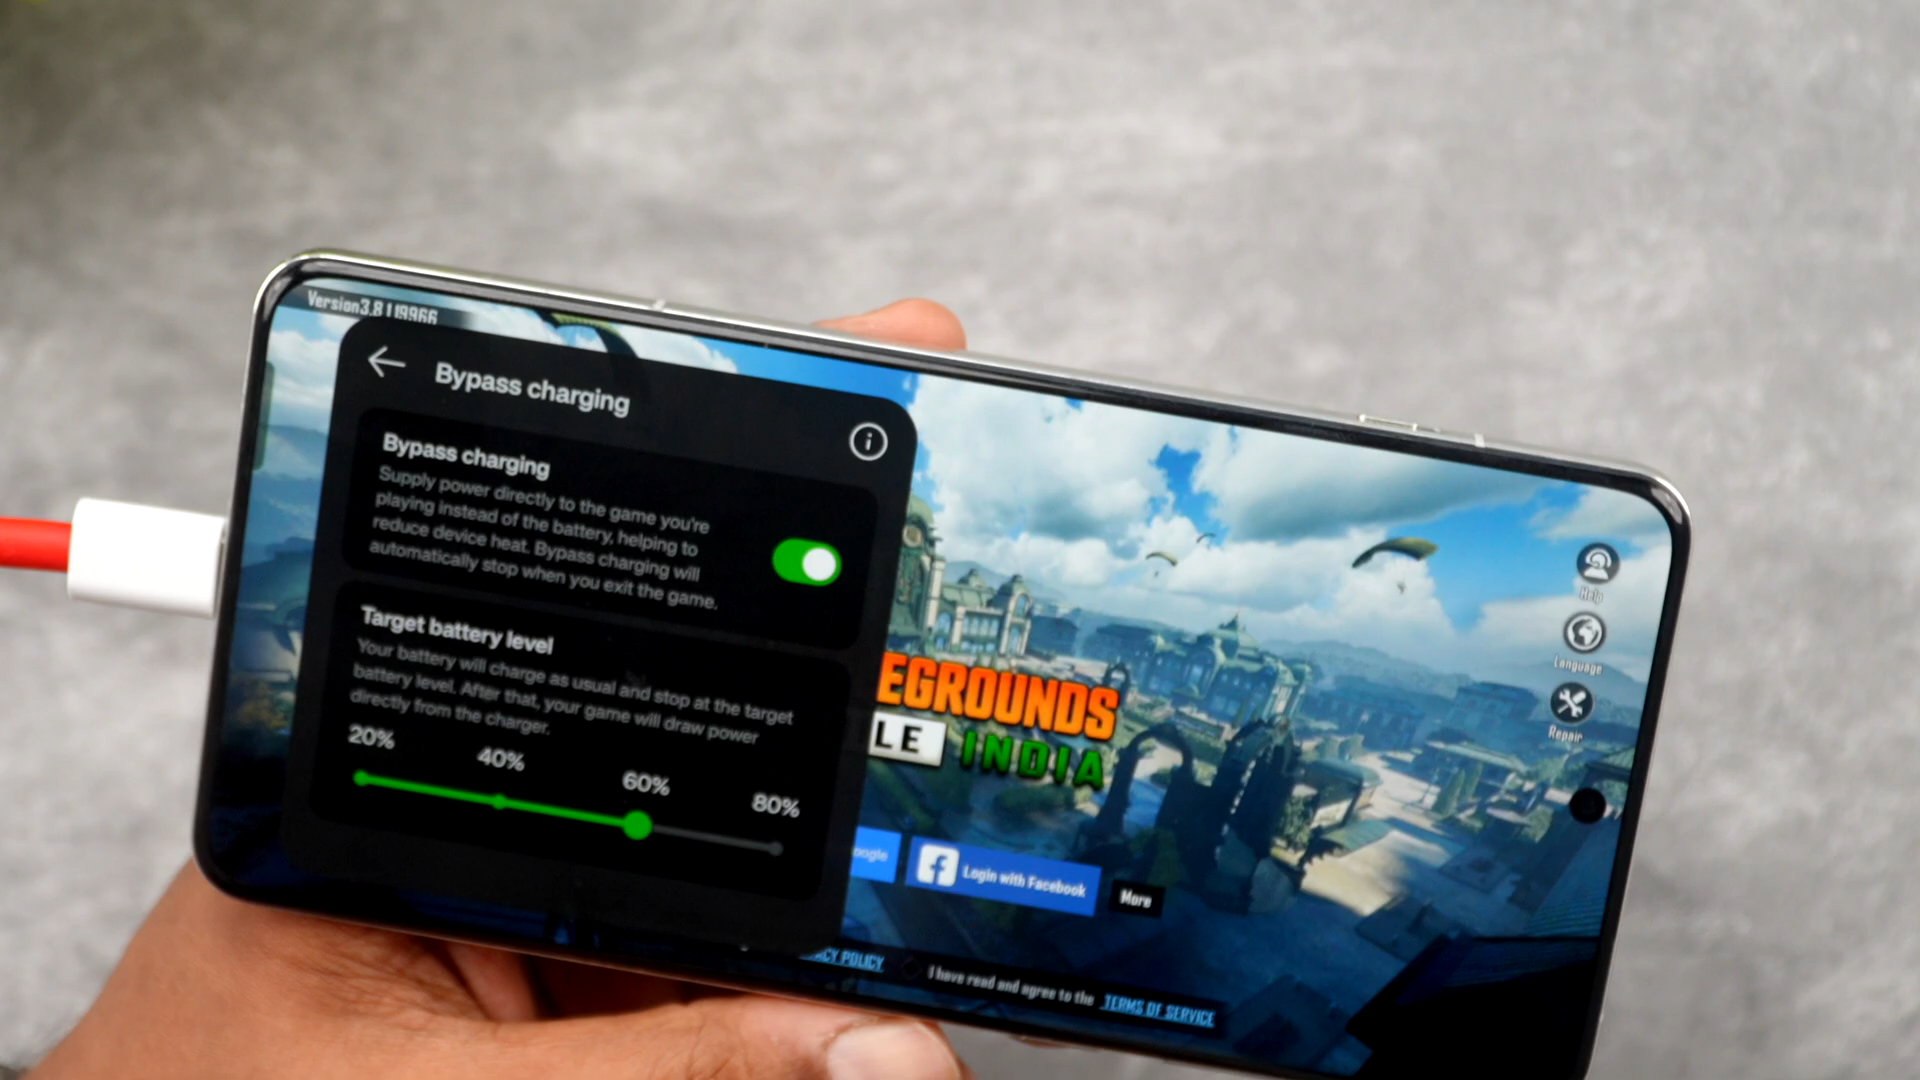 Version3.8.1.19966
Bypass charging
Bypass charging
Supply power directly to the game you're
playing instead of the battery, helping to
reduce device heat. Bypass charging will
automatically stop when you exit the game.
Target battery level
Your battery will charge as usual and stop at the target
battery level. After that, your game will draw power
directly from the charger.
20% 40% 60% 80%
EGROUNDS
LE INDIA
Help
Language
Repair
oogle
Login with Facebook
More
ACY POLICY
I have read and agree to the TERMS OF SERVICE